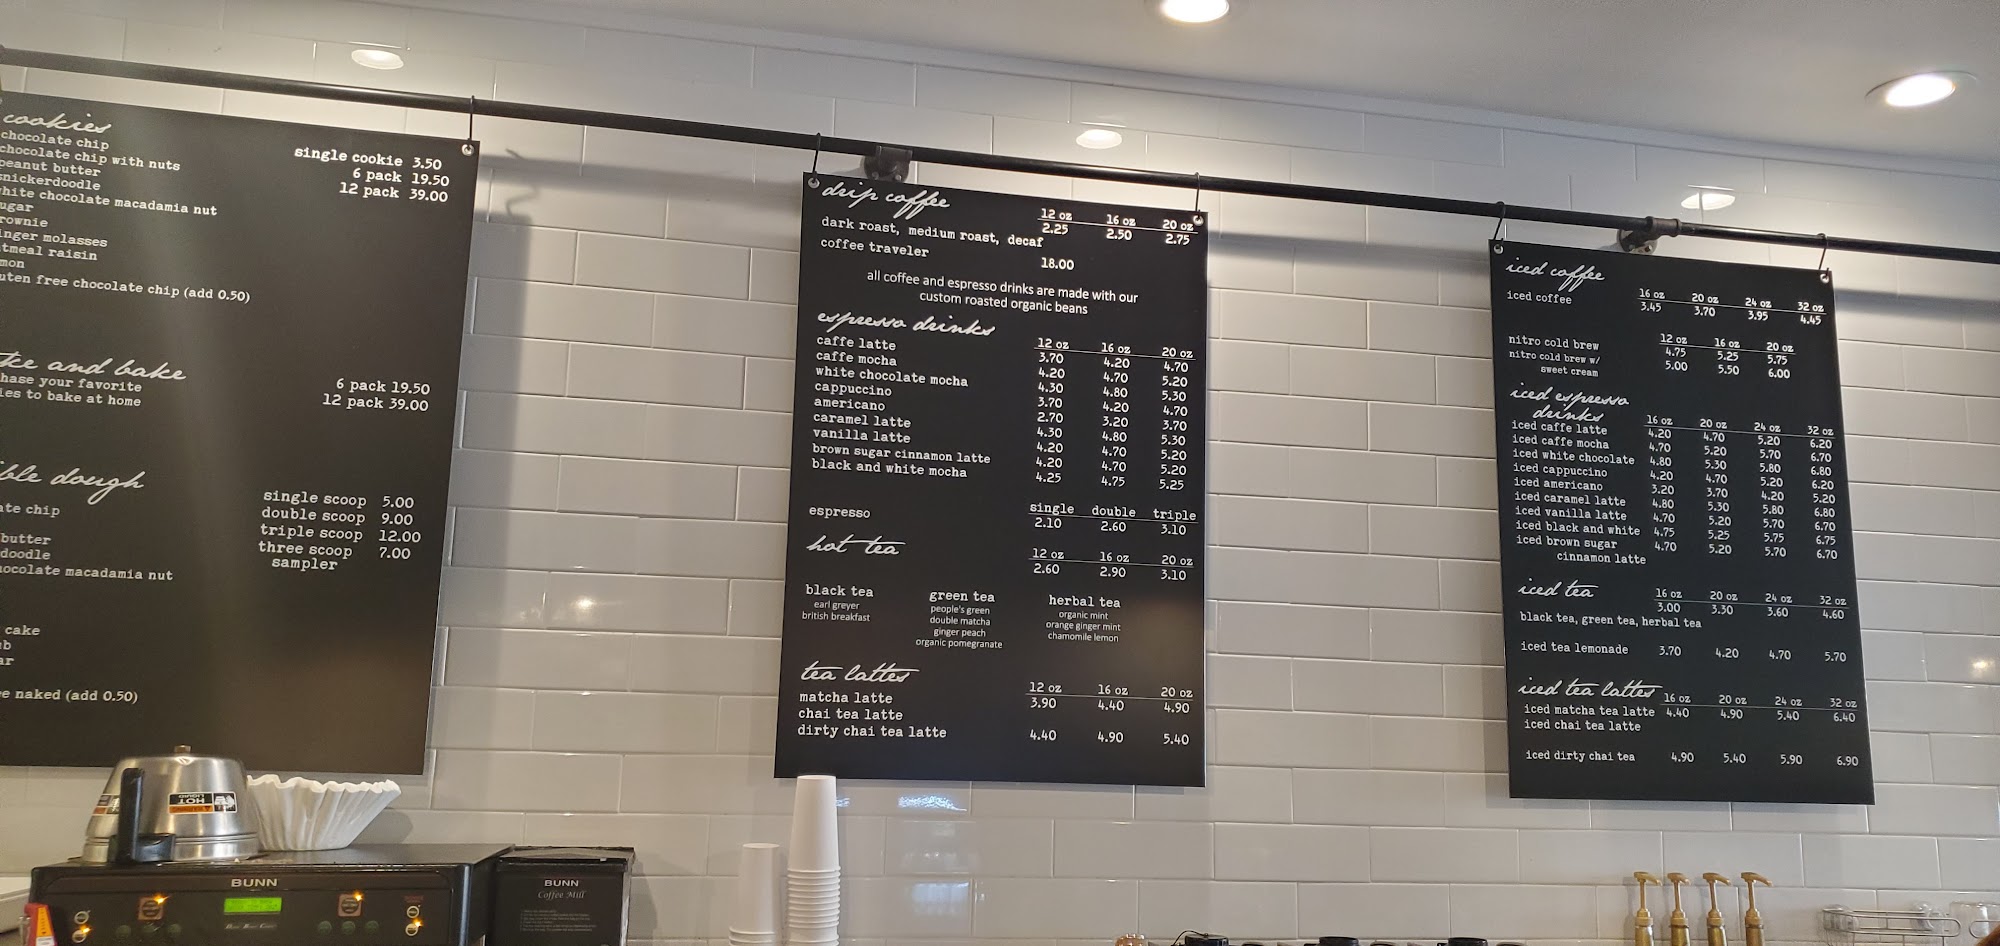 cookies
chocolate chip
chocolate chip with nuts
peanut butter
snickerdoodle
white chocolate macadamia nut
ugar
rownie
inger molasses
tmeal raisin
mon
uten free chocolate chip (add 0.50)
single cookie 3.50
6 pack 19.50
12 pack 39.00
ke and bake
hase your favorite
ies to bake at home
6 pack 19.50
12 pack 39.00
ble dough
ate chip
butter
doodle
ocolate macadamia nut
cake
b
ar
e naked (add 0.50)
single scoop 5.00
double scoop 9.00
triple scoop 12.00
three scoop 7.00
sampler
drip coffee
12 oz 16 oz 20 oz
dark roast, medium roast, decaf 2.25 2.50 2.75
coffee traveler 18.00
all coffee and espresso drinks are made with our
custom roasted organic beans
espresso drinks
12 oz 16 oz 20 oz
caffe latte 3.70 4.20 4.70
caffe mocha 4.20 4.70 5.20
white chocolate mocha 4.30 4.80 5.30
cappuccino 3.70 4.20 4.70
americano 2.70 3.20 3.70
caramel latte 4.30 4.80 5.30
vanilla latte 4.20 4.70 5.20
brown sugar cinnamon latte 4.20 4.70 5.20
black and white mocha 4.25 4.75 5.25
single double triple
espresso 2.10 2.60 3.10
hot tea
12 oz 16 oz 20 oz
2.60 2.90 3.10
black tea
earl greyer
british breakfast
green tea
people's green
double matcha
ginger peach
organic pomegranate
herbal tea
organic mint
orange ginger mint
chamomile lemon
tea lattes
12 oz 16 oz 20 oz
matcha latte 3.90 4.40 4.90
chai tea latte
dirty chai tea latte 4.40 4.90 5.40
iced coffee
16 oz 20 oz 24 oz 32 oz
iced coffee 3.45 3.70 3.95 4.45
12 oz 16 oz 20 oz
nitro cold brew 4.75 5.25 5.75
nitro cold brew w/ 5.00 5.50 6.00
sweet cream
iced espresso
drinks
16 oz 20 oz 24 oz 32 oz
iced caffe latte 4.20 4.70 5.20 6.20
iced caffe mocha 4.70 5.20 5.70 6.70
iced white chocolate 4.80 5.30 5.80 6.80
iced cappuccino 4.20 4.70 5.20 6.20
iced americano 3.20 3.70 4.20 5.20
iced caramel latte 4.80 5.30 5.80 6.80
iced vanilla latte 4.70 5.20 5.70 6.70
iced black and white 4.75 5.25 5.75 6.75
iced brown sugar 4.70 5.20 5.70 6.70
cinnamon latte
iced tea
16 oz 20 oz 24 oz 32 oz
3.00 3.30 3.60 4.60
black tea, green tea, herbal tea
iced tea lemonade 3.70 4.20 4.70 5.70
iced tea lattes
16 oz 20 oz 24 oz 32 oz
iced matcha tea latte 4.40 4.90 5.40 6.40
iced chai tea latte
iced dirty chai tea 4.90 5.40 5.90 6.90
HOT
LIQUID
BUNN
BUNN
Coffee Mill